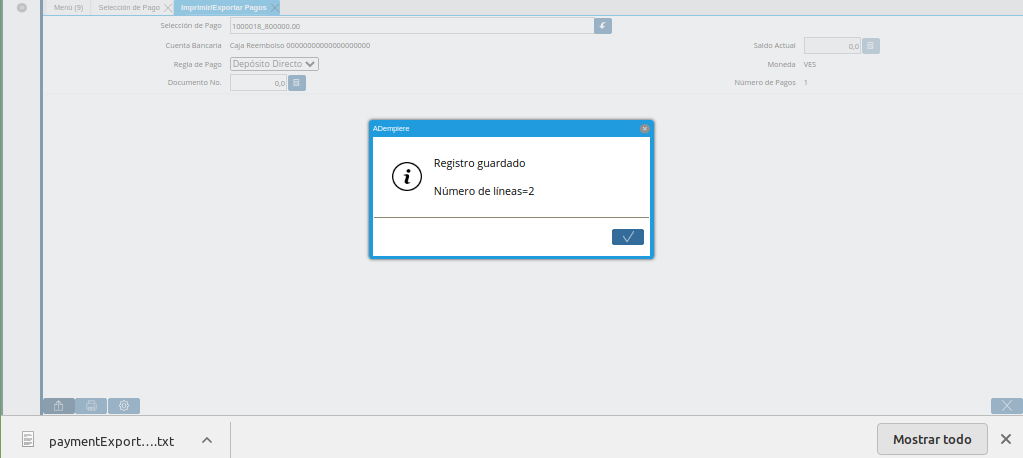 Menú (5) Selección de Pago Imprimir/Exportar Pagos
Selección de Pago 1000018_800000.00
Cuenta Bancaria Caja Reembolso 00000000000000000000 Saldo Actual 0,0
Regla de Pago Depósito Directo Moneda VES
Documento No. 0,0 Número de Pagos 1
ADempiere
Registro guardado
Número de líneas=2
paymentExport....txt
Mostrar todo